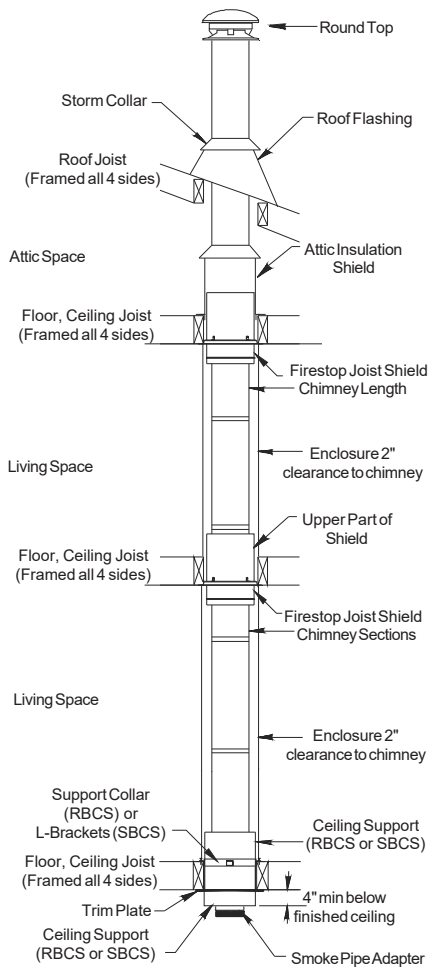 Round Top
Storm Collar
Roof Flashing
Roof Joist
(Framed all 4 sides)
Attic Space
Attic Insulation
Shield
Floor, Ceiling Joist
(Framed all 4 sides)
Firestop Joist Shield
Chimney Length
Living Space
Enclosure 2"
clearance to chimney
Upper Part of
Shield
Floor, Ceiling Joist
(Framed all 4 sides)
Firestop Joist Shield
Chimney Sections
Living Space
Enclosure 2"
clearance to chimney
Support Collar
(RBCS) or
L-Brackets (SBCS)
Ceiling Support
(RBCS or SBCS)
Floor, Ceiling Joist
(Framed all 4 sides)
4" min below
finished ceiling
Trim Plate
Ceiling Support
(RBCS or SBCS)
Smoke Pipe Adapter